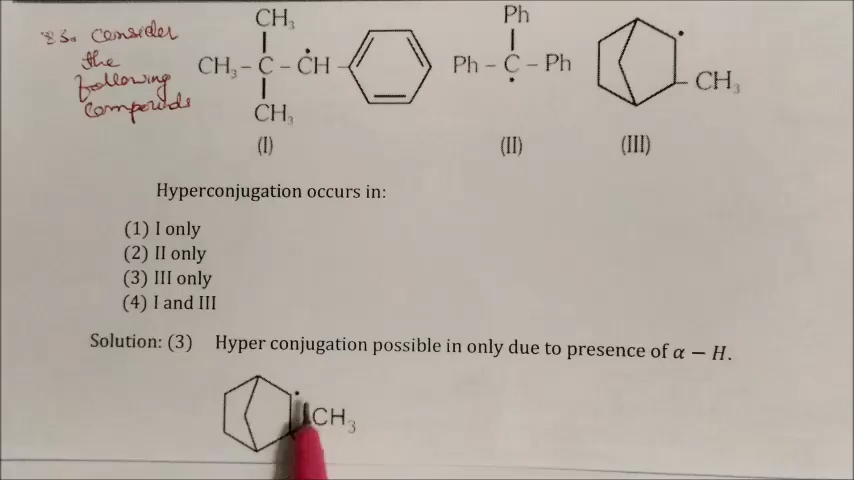 83. Consider
the
following
compounds
CH₃
CH₃ – C – ĊH –
CH₃
(I)
Ph
Ph – C – Ph
(II)
CH₃
(III)
Hyperconjugation occurs in:
(1) I only
(2) II only
(3) III only
(4) I and III
Solution: (3) Hyper conjugation possible in only due to presence of α – H.
CH₃